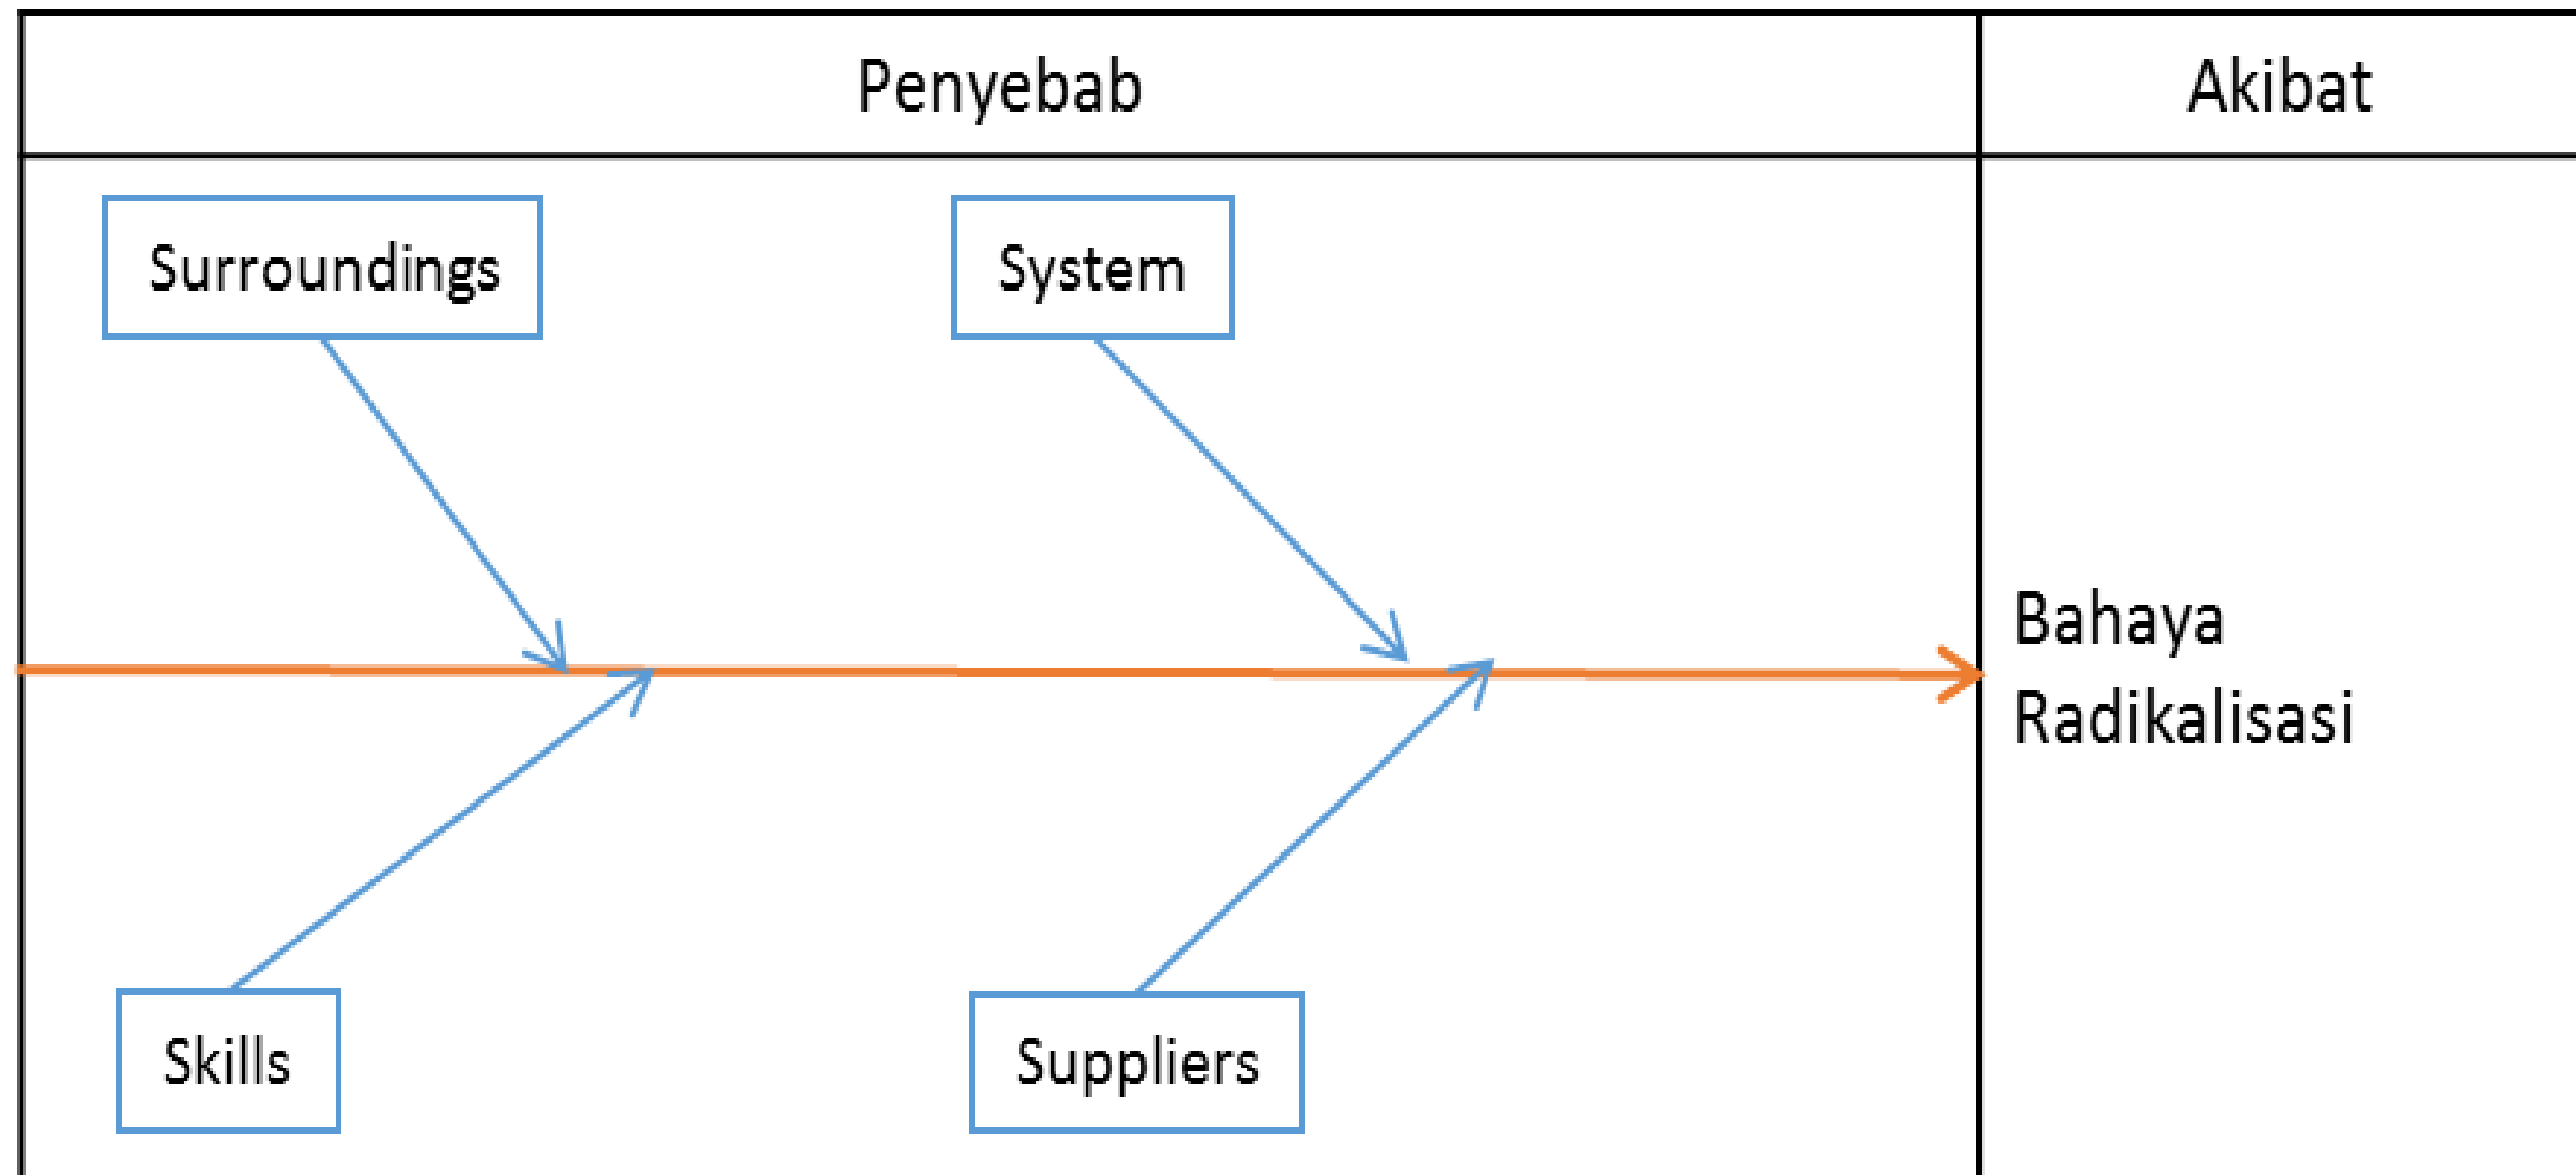 Penyebab
Akibat
Surroundings
System
Bahaya
Radikalisasi
Skills
Suppliers